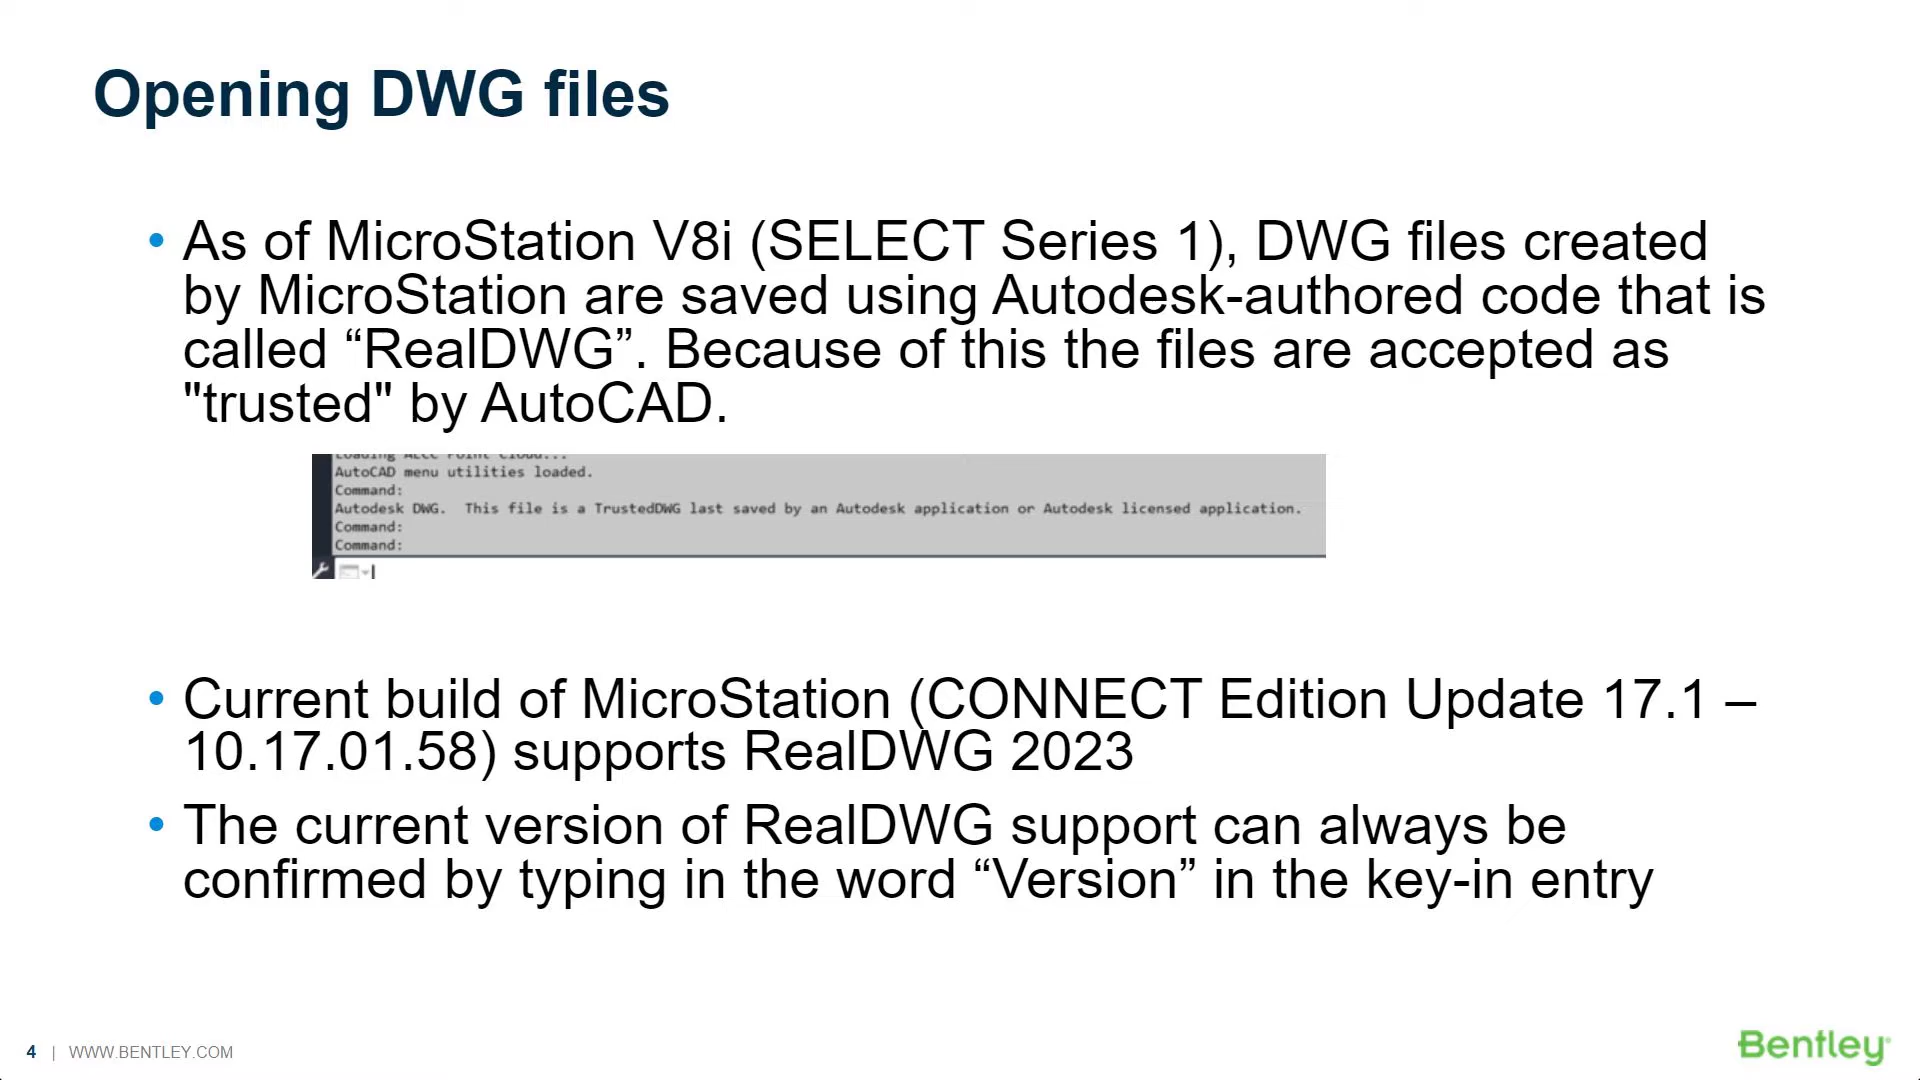 Opening DWG files
• As of MicroStation V8i (SELECT Series 1), DWG files created
by MicroStation are saved using Autodesk-authored code that is
called “RealDWG”. Because of this the files are accepted as
"trusted" by AutoCAD.
Loading AECC Point Cloud...
AutoCAD menu utilities loaded.
Command:
Autodesk DWG.  This file is a TrustedDWG last saved by an Autodesk application or Autodesk licensed application.
Command:
Command:
• Current build of MicroStation (CONNECT Edition Update 17.1 –
10.17.01.58) supports RealDWG 2023
• The current version of RealDWG support can always be
confirmed by typing in the word “Version” in the key-in entry
4 | WWW.BENTLEY.COM
Bentley®